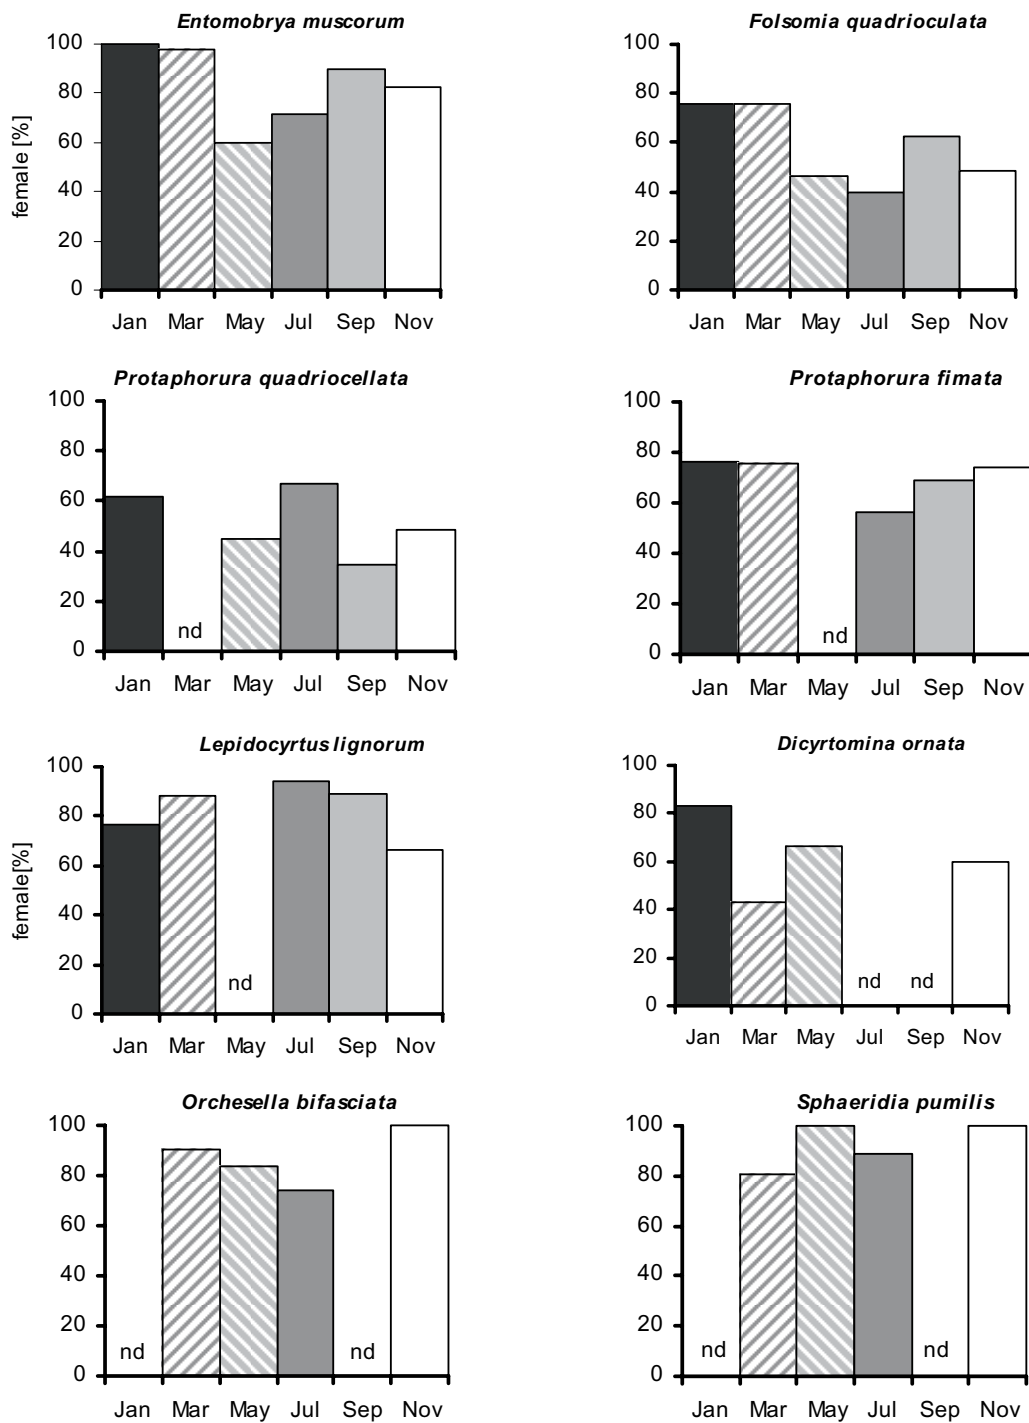 Entomobrya muscorum
female [%]
100
80
60
40
20
0
Jan Mar May Jul Sep Nov
Folsomia quadrioculata
100
80
60
40
20
0
Jan Mar May Jul Sep Nov
Protaphorura quadriocellata
100
80
60
40
20
0
nd
Jan Mar May Jul Sep Nov
Protaphorura fimata
100
80
60
40
20
0
nd
Jan Mar May Jul Sep Nov
Lepidocyrtus lignorum
female[%]
100
80
60
40
20
0
nd
Jan Mar May Jul Sep Nov
Dicyrtomina ornata
100
80
60
40
20
0
nd nd
Jan Mar May Jul Sep Nov
Orchesella bifasciata
100
80
60
40
20
0
nd nd
Jan Mar May Jul Sep Nov
Sphaeridia pumilis
100
80
60
40
20
0
nd nd
Jan Mar May Jul Sep Nov